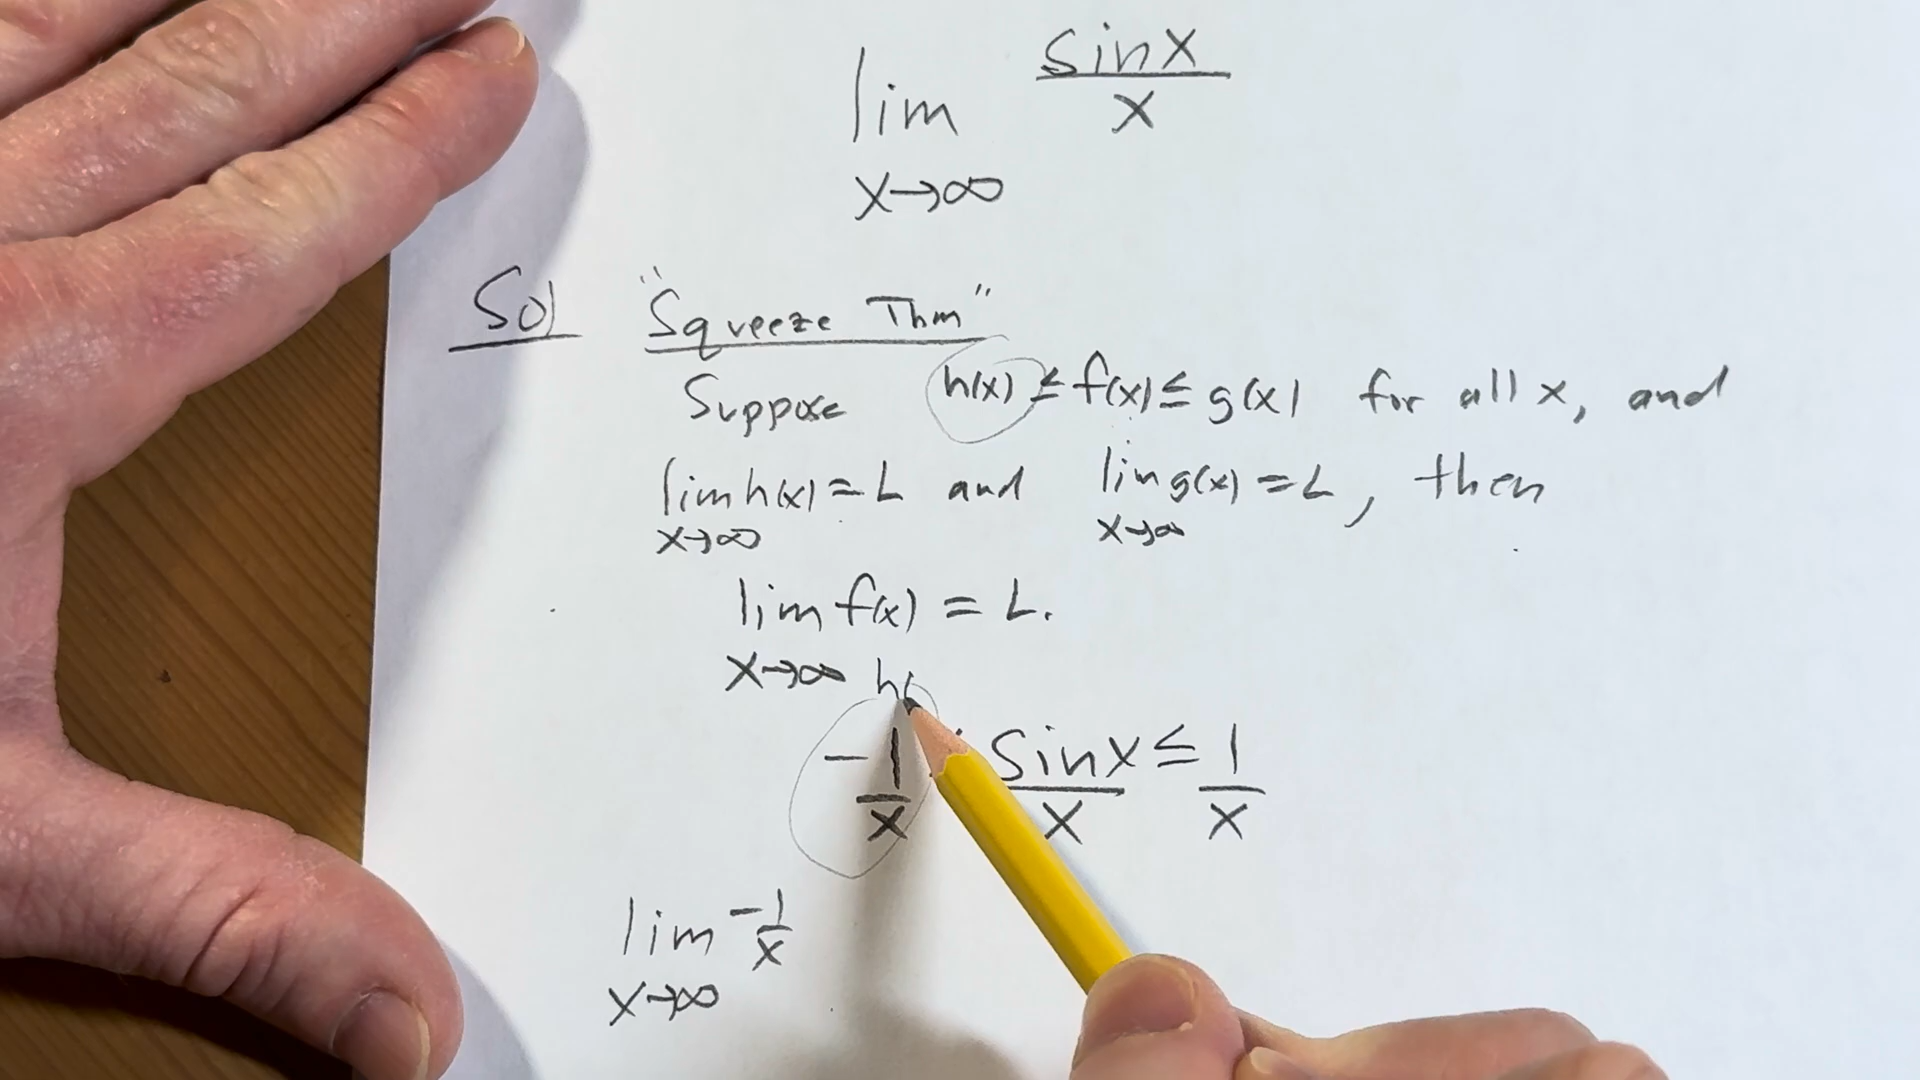 lim sinx/x
x→∞
Sol "Squeeze Thm"
Suppose h(x) ≤ f(x) ≤ g(x) for all x, and
lim h(x) = L and lim g(x) = L, then
x→∞ x→∞
lim f(x) = L.
x→∞ h(
-1/x sinx/x ≤ 1/x
lim -1/x
x→∞